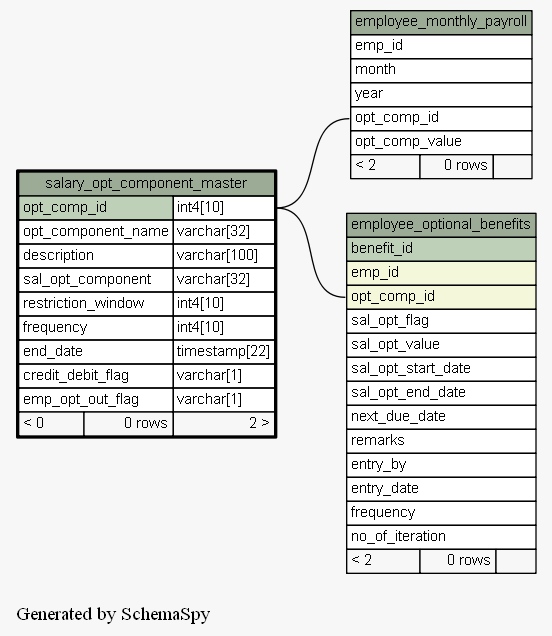 employee_monthly_payroll
emp_id
month
year
opt_comp_id
opt_comp_value
< 2 0 rows
salary_opt_component_master
opt_comp_id int4[10]
opt_component_name varchar[32]
description varchar[100]
sal_opt_component varchar[32]
restriction_window int4[10]
frequency int4[10]
end_date timestamp[22]
credit_debit_flag varchar[1]
emp_opt_out_flag varchar[1]
< 0 0 rows 2 >
employee_optional_benefits
benefit_id
emp_id
opt_comp_id
sal_opt_flag
sal_opt_value
sal_opt_start_date
sal_opt_end_date
next_due_date
remarks
entry_by
entry_date
frequency
no_of_iteration
< 2 0 rows
Generated by SchemaSpy